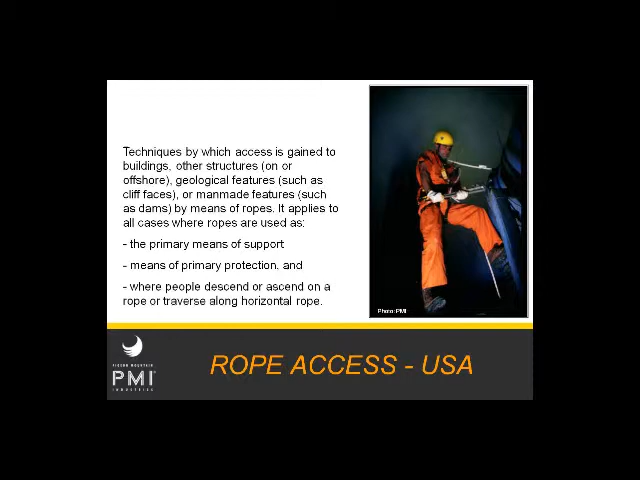 Techniques by which access is gained to
buildings, other structures (on or
offshore), geological features (such as
cliff faces), or manmade features (such
as dams) by means of ropes. It applies to
all cases where ropes are used as:
- the primary means of support
- means of primary protection, and
- where people descend or ascend on a
rope or traverse along horizontal rope.
Photo: PMI
PIGEON MOUNTAIN
PMI®
INDUSTRIES
ROPE ACCESS - USA